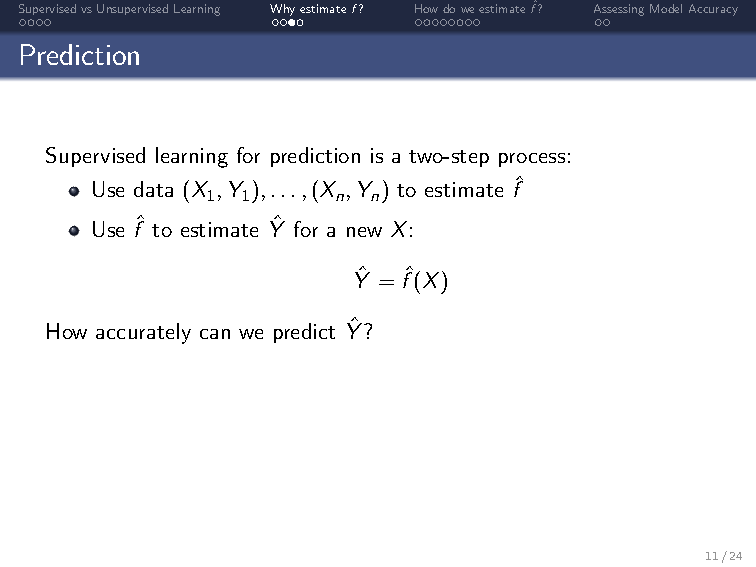 Supervised vs Unsupervised Learning Why estimate f? How do we estimate f̂? Assessing Model Accuracy
Prediction
Supervised learning for prediction is a two-step process:
Use data (X₁, Y₁), . . . , (Xₙ, Yₙ) to estimate f̂
Use f̂ to estimate Ŷ for a new X:
Ŷ = f̂(X)
How accurately can we predict Ŷ?
11 / 24